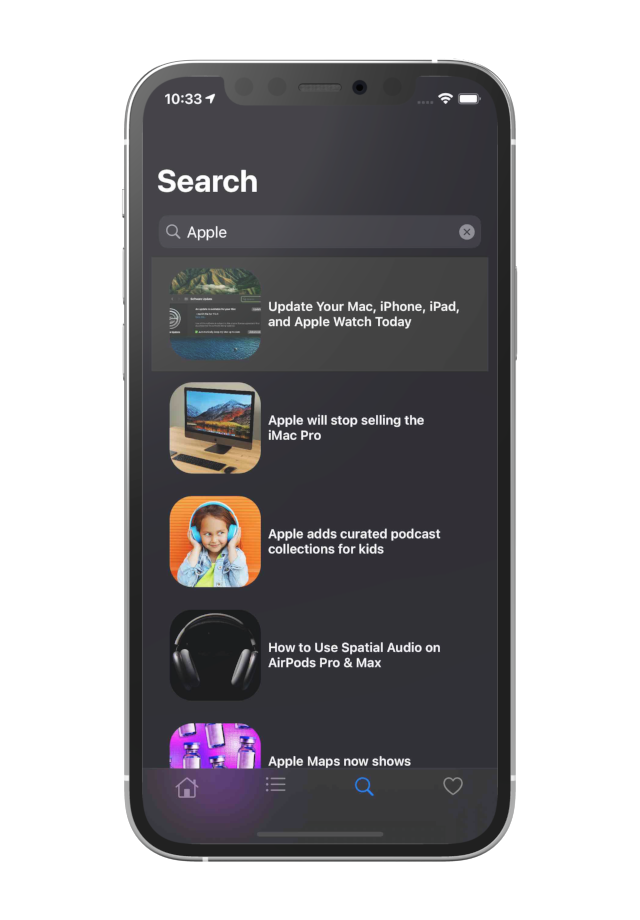 10:33
Search
Apple
Software Update
Update Your Mac, iPhone, iPad,
and Apple Watch Today
Apple will stop selling the
iMac Pro
Apple adds curated podcast
collections for kids
How to Use Spatial Audio on
AirPods Pro & Max
Apple Maps now shows